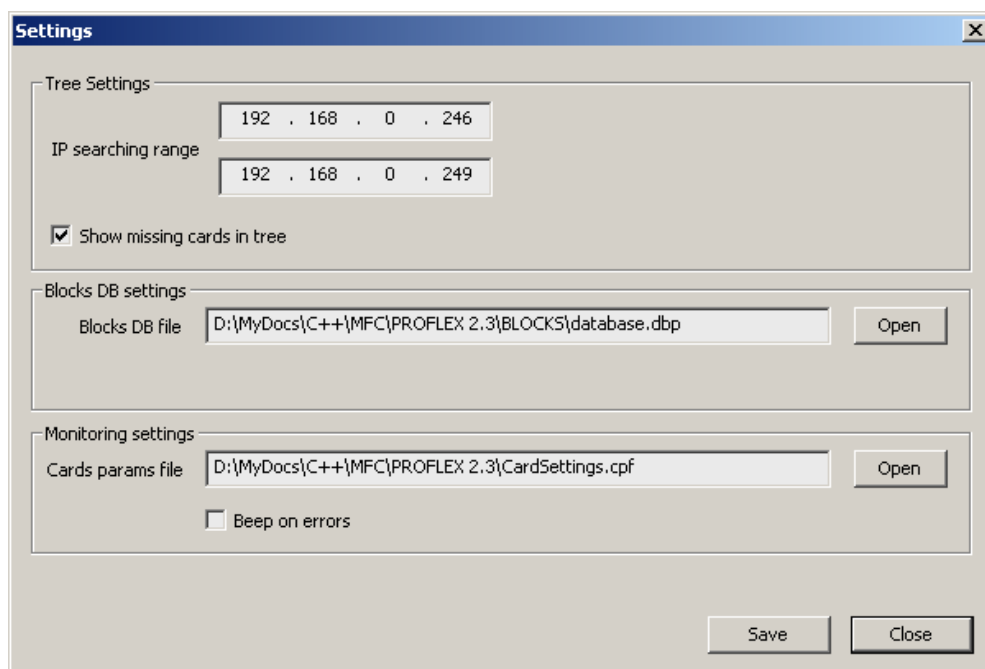 Settings
Tree Settings
192 . 168 . 0 . 246
IP searching range
192 . 168 . 0 . 249
Show missing cards in tree
Blocks DB settings
Blocks DB file D:\MyDocs\C++\MFC\PROFLEX 2.3\BLOCKS\database.dbp Open
Monitoring settings
Cards params file D:\MyDocs\C++\MFC\PROFLEX 2.3\CardSettings.cpf Open
Beep on errors
Save Close